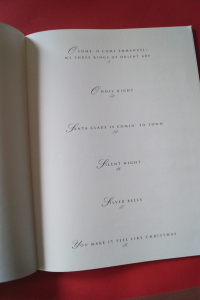 O COME, O COME EMMANUEL/
WE THREE KINGS OF ORIENT ARE
O HOLY NIGHT
SANTA CLAUS IS COMIN' TO TOWN
SILENT NIGHT
SILVER BELLS
YOU MAKE IT FEEL LIKE CHRISTMAS